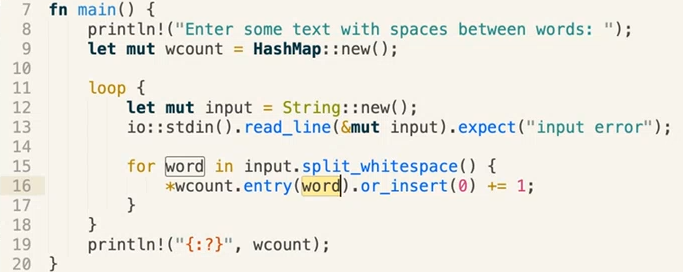 7 fn main() {
8     println!("Enter some text with spaces between words: ");
9     let mut wcount = HashMap::new();
10
11     loop {
12         let mut input = String::new();
13         io::stdin().read_line(&mut input).expect("input error");
14
15         for word in input.split_whitespace() {
16             *wcount.entry(word).or_insert(0) += 1;
17         }
18     }
19     println!("{:?}", wcount);
20 }